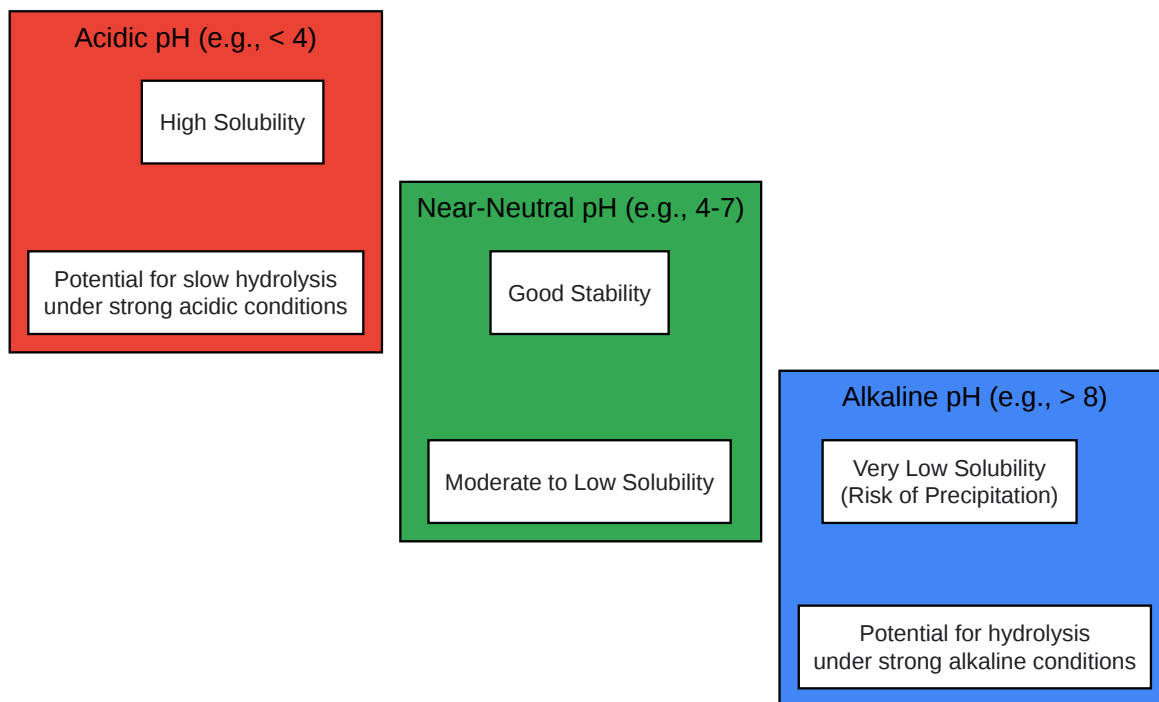 Acidic pH (e.g., < 4)
High Solubility
Potential for slow hydrolysis
under strong acidic conditions
Near-Neutral pH (e.g., 4-7)
Good Stability
Moderate to Low Solubility
Alkaline pH (e.g., > 8)
Very Low Solubility
(Risk of Precipitation)
Potential for hydrolysis
under strong alkaline conditions